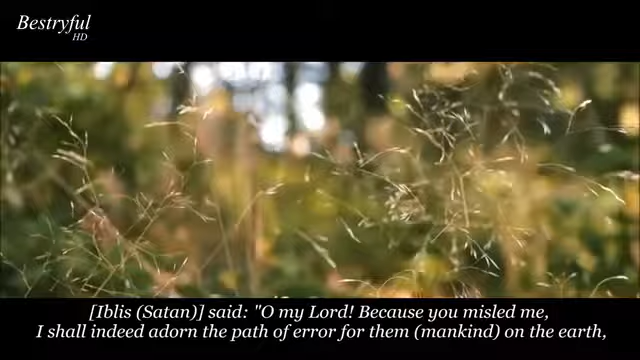 Bestryful
HD
[Iblis (Satan)] said: "O my Lord! Because you misled me,
I shall indeed adorn the path of error for them (mankind) on the earth,